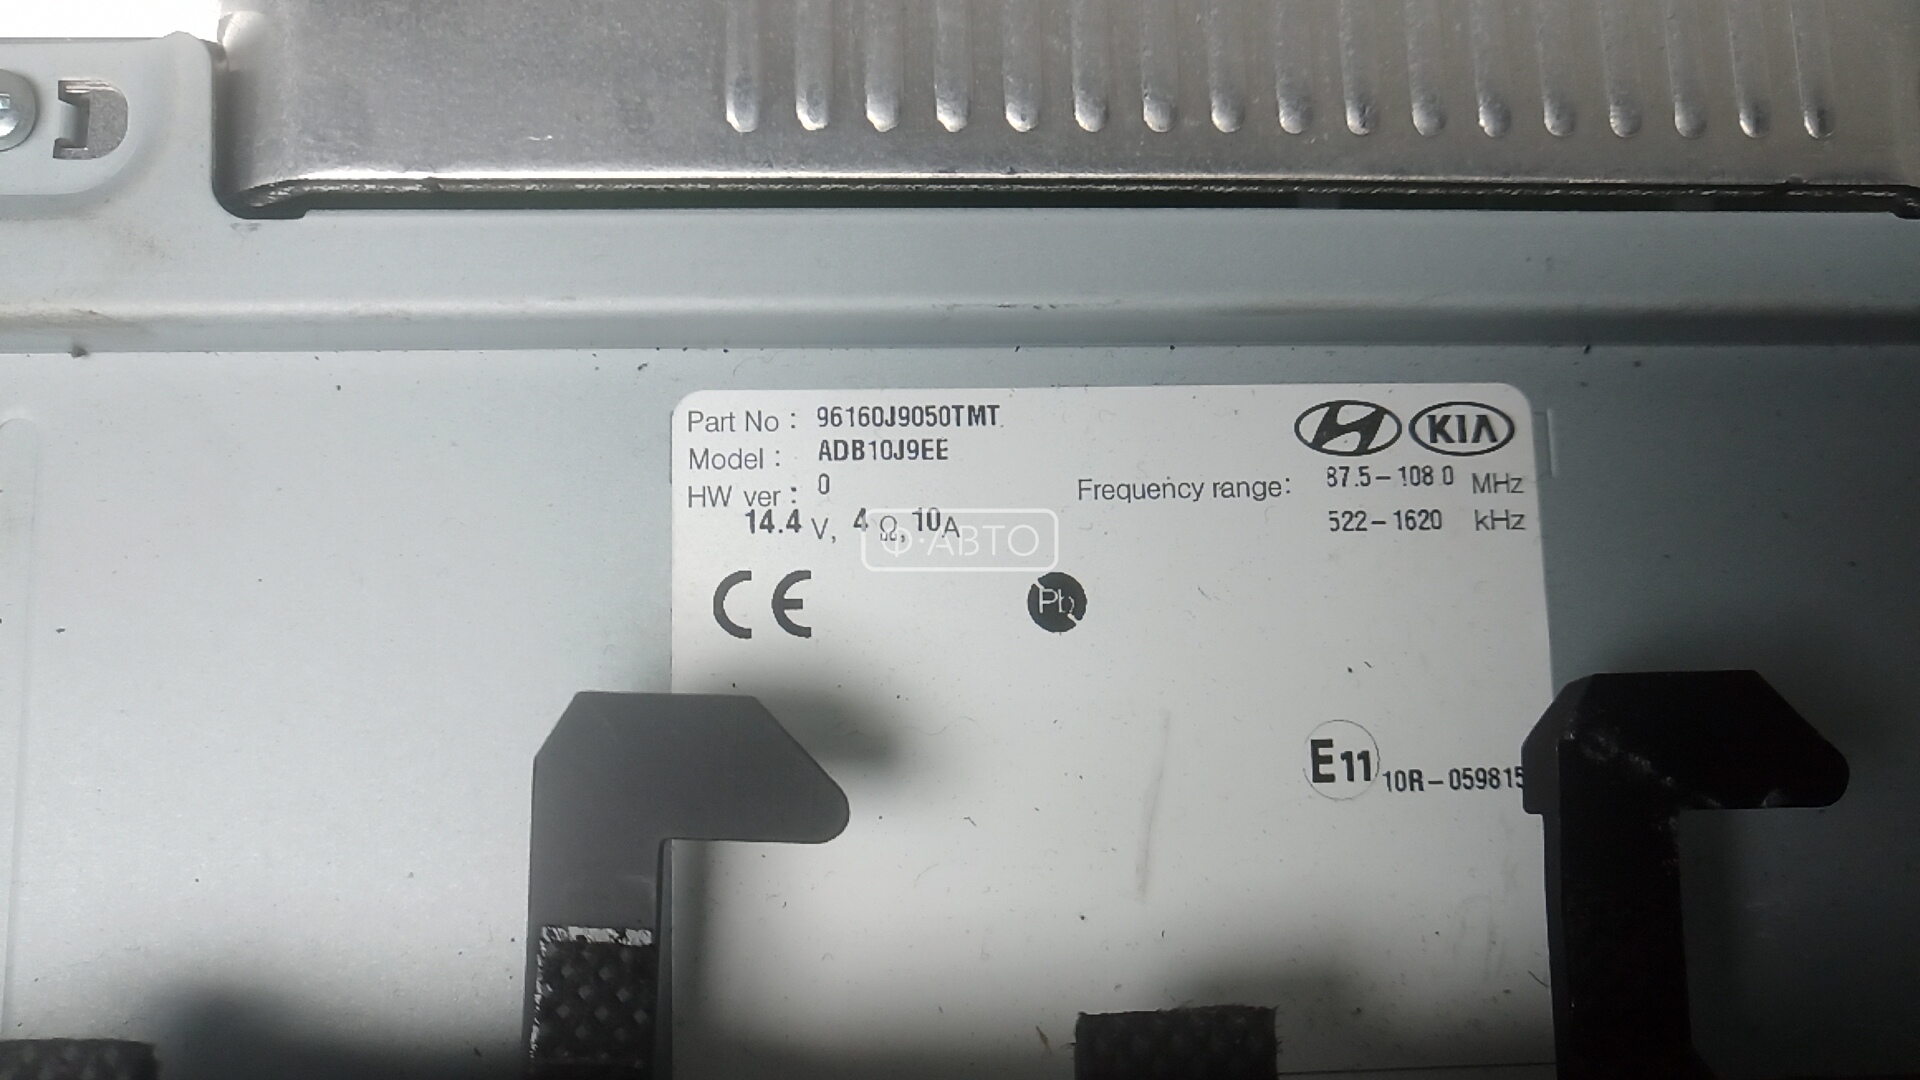 Part No : 96160J9050TMT
Model : ADB10J9EE
HW ver : 0
14.4 V, 4 Ω, 10A
KIA
Frequency range: 87.5-108.0 MHz
522-1620 kHz
Ф·АВТО
CE
Pb
E11 10R-059815